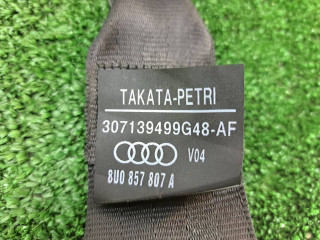 TAKATA-PETRI
307139499G48-AF
V04
8U0 857 807 A